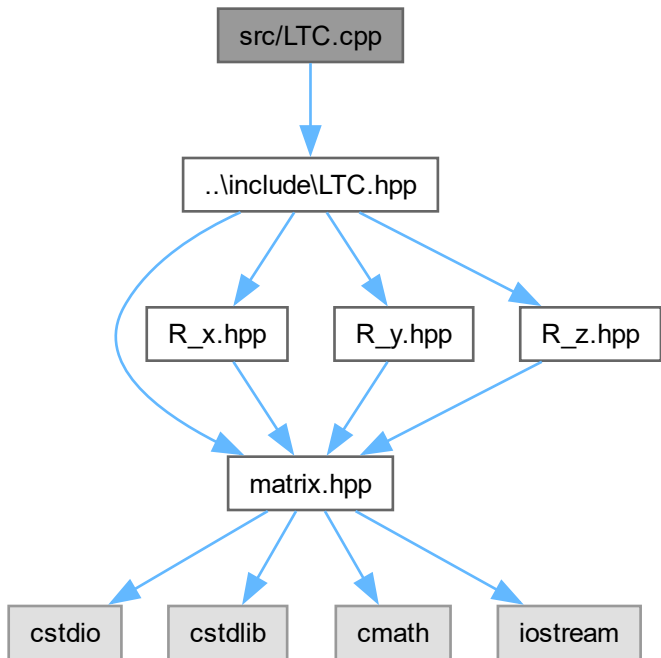 src/LTC.cpp
..\include\LTC.hpp
R_x.hpp
R_y.hpp
R_z.hpp
matrix.hpp
cstdio
cstdlib
cmath
iostream